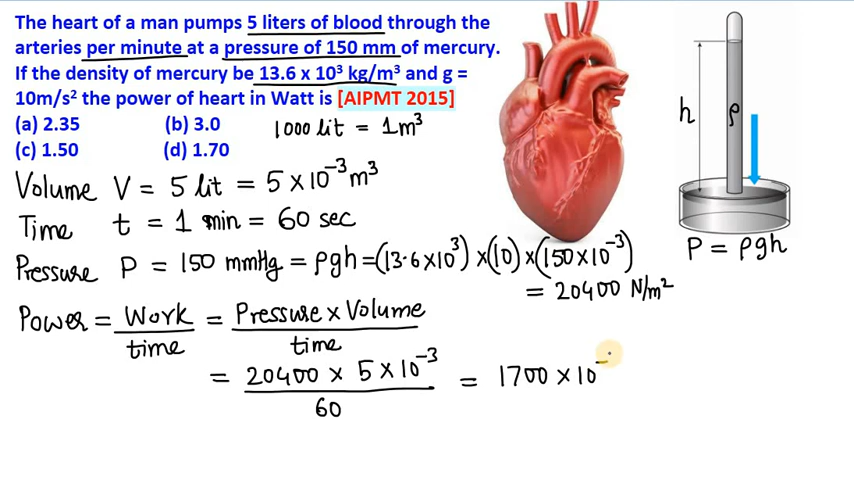 The heart of a man pumps 5 liters of blood through the
arteries per minute at a pressure of 150 mm of mercury.
If the density of mercury be 13.6 x 10³ kg/m³ and g =
10m/s² the power of heart in Watt is [AIPMT 2015]
(a) 2.35 (b) 3.0
(c) 1.50 (d) 1.70
1000 lit = 1m³
Volume V = 5 lit = 5 × 10⁻³ m³
Time t = 1 min = 60 sec
Pressure P = 150 mmHg = ρgh = (13.6 × 10³) × (10) × (150 × 10⁻³)
= 20400 N/m²
Power = Work / time = Pressure × Volume / time
= 20400 × 5 × 10⁻³ / 60 = 1700 × 10⁻
h
ρ
P = ρgh